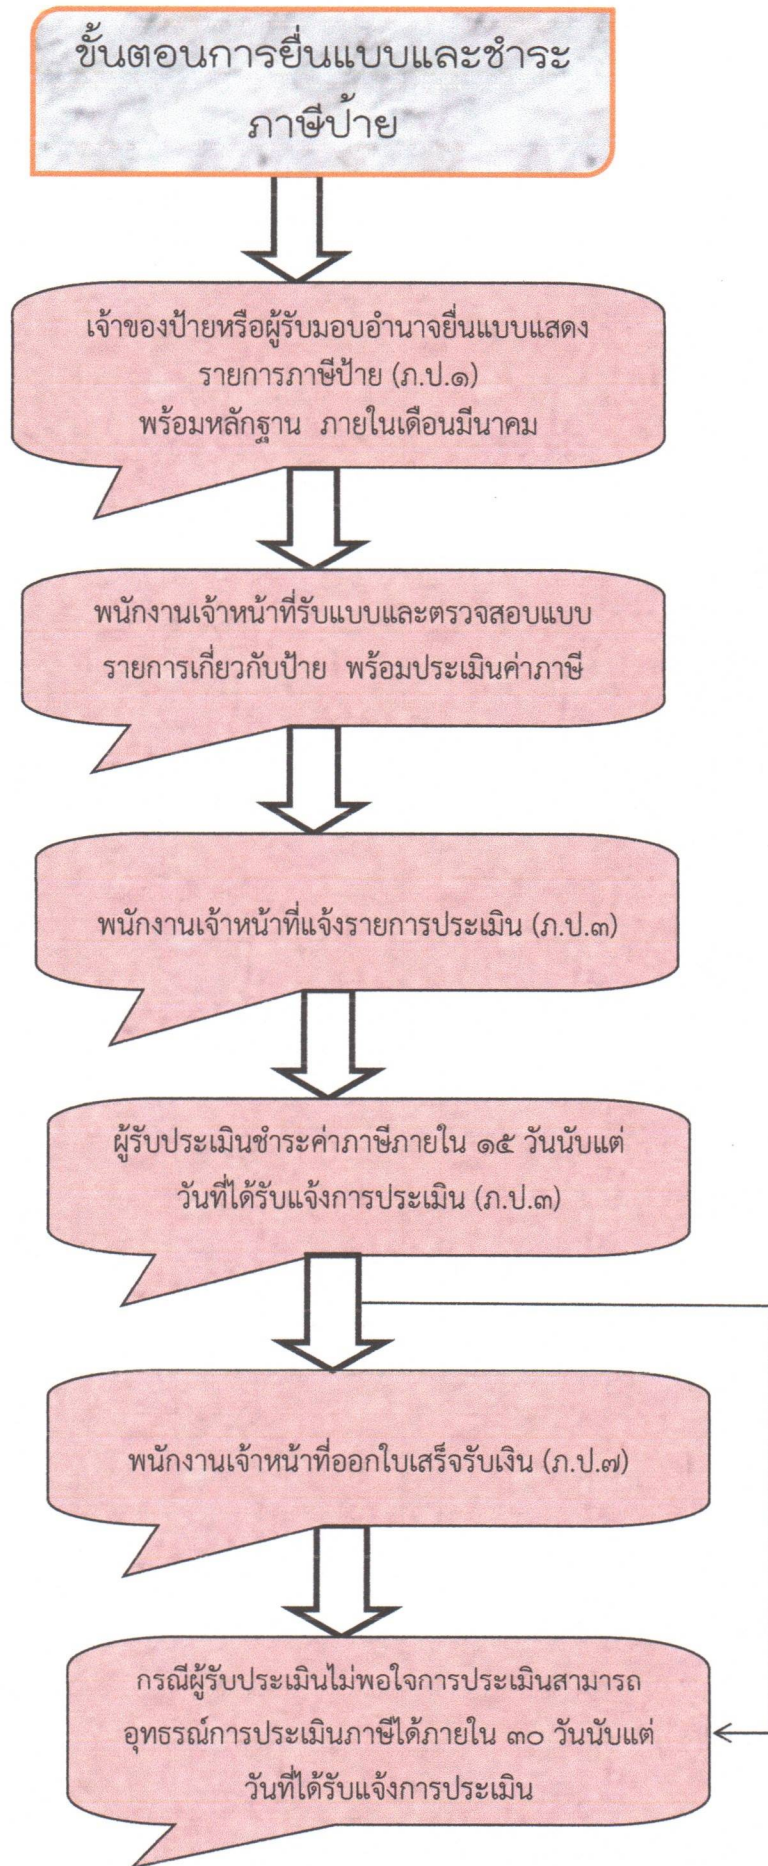 ขั้นตอนการยื่นแบบและชำระ
ภาษีป้าย
เจ้าของป้ายหรือผู้รับมอบอำนาจยื่นแบบแสดง
รายการภาษีป้าย (ภ.ป.๑)
พร้อมหลักฐาน ภายในเดือนมีนาคม
พนักงานเจ้าหน้าที่รับแบบและตรวจสอบแบบ
รายการเกี่ยวกับป้าย พร้อมประเมินค่าภาษี
พนักงานเจ้าหน้าที่แจ้งรายการประเมิน (ภ.ป.๓)
ผู้รับประเมินชำระค่าภาษีภายใน ๑๕ วันนับแต่
วันที่ได้รับแจ้งการประเมิน (ภ.ป.๓)
พนักงานเจ้าหน้าที่ออกใบเสร็จรับเงิน (ภ.ป.๗)
กรณีผู้รับประเมินไม่พอใจการประเมินสามารถ
อุทธรณ์การประเมินภาษีได้ภายใน ๓๐ วันนับแต่
วันที่ได้รับแจ้งการประเมิน